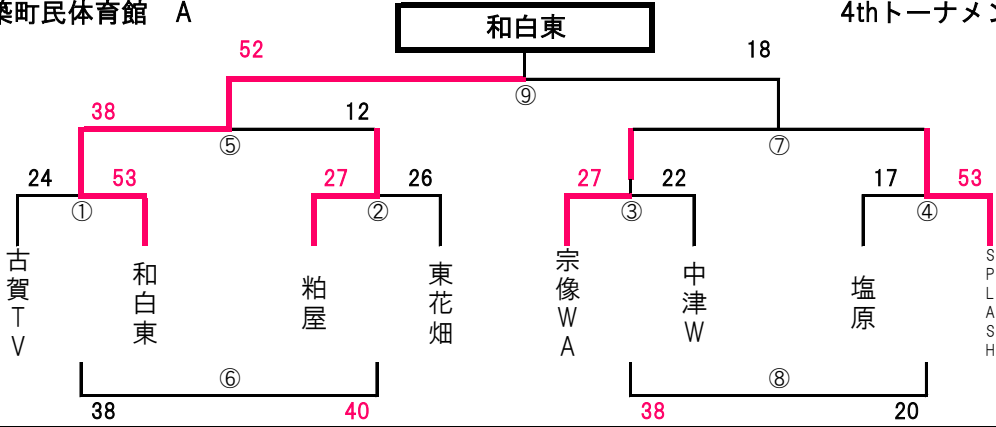 築町民体育館　A
4thトーナメン
和白東
52
18
⑨
38
12
⑤
⑦
24
53
27
26
27
22
17
53
①
②
③
④
古賀TV
和白東
粕屋
東花畑
宗像WA
中津W
塩原
SPLASH
⑥
⑧
38
40
38
20